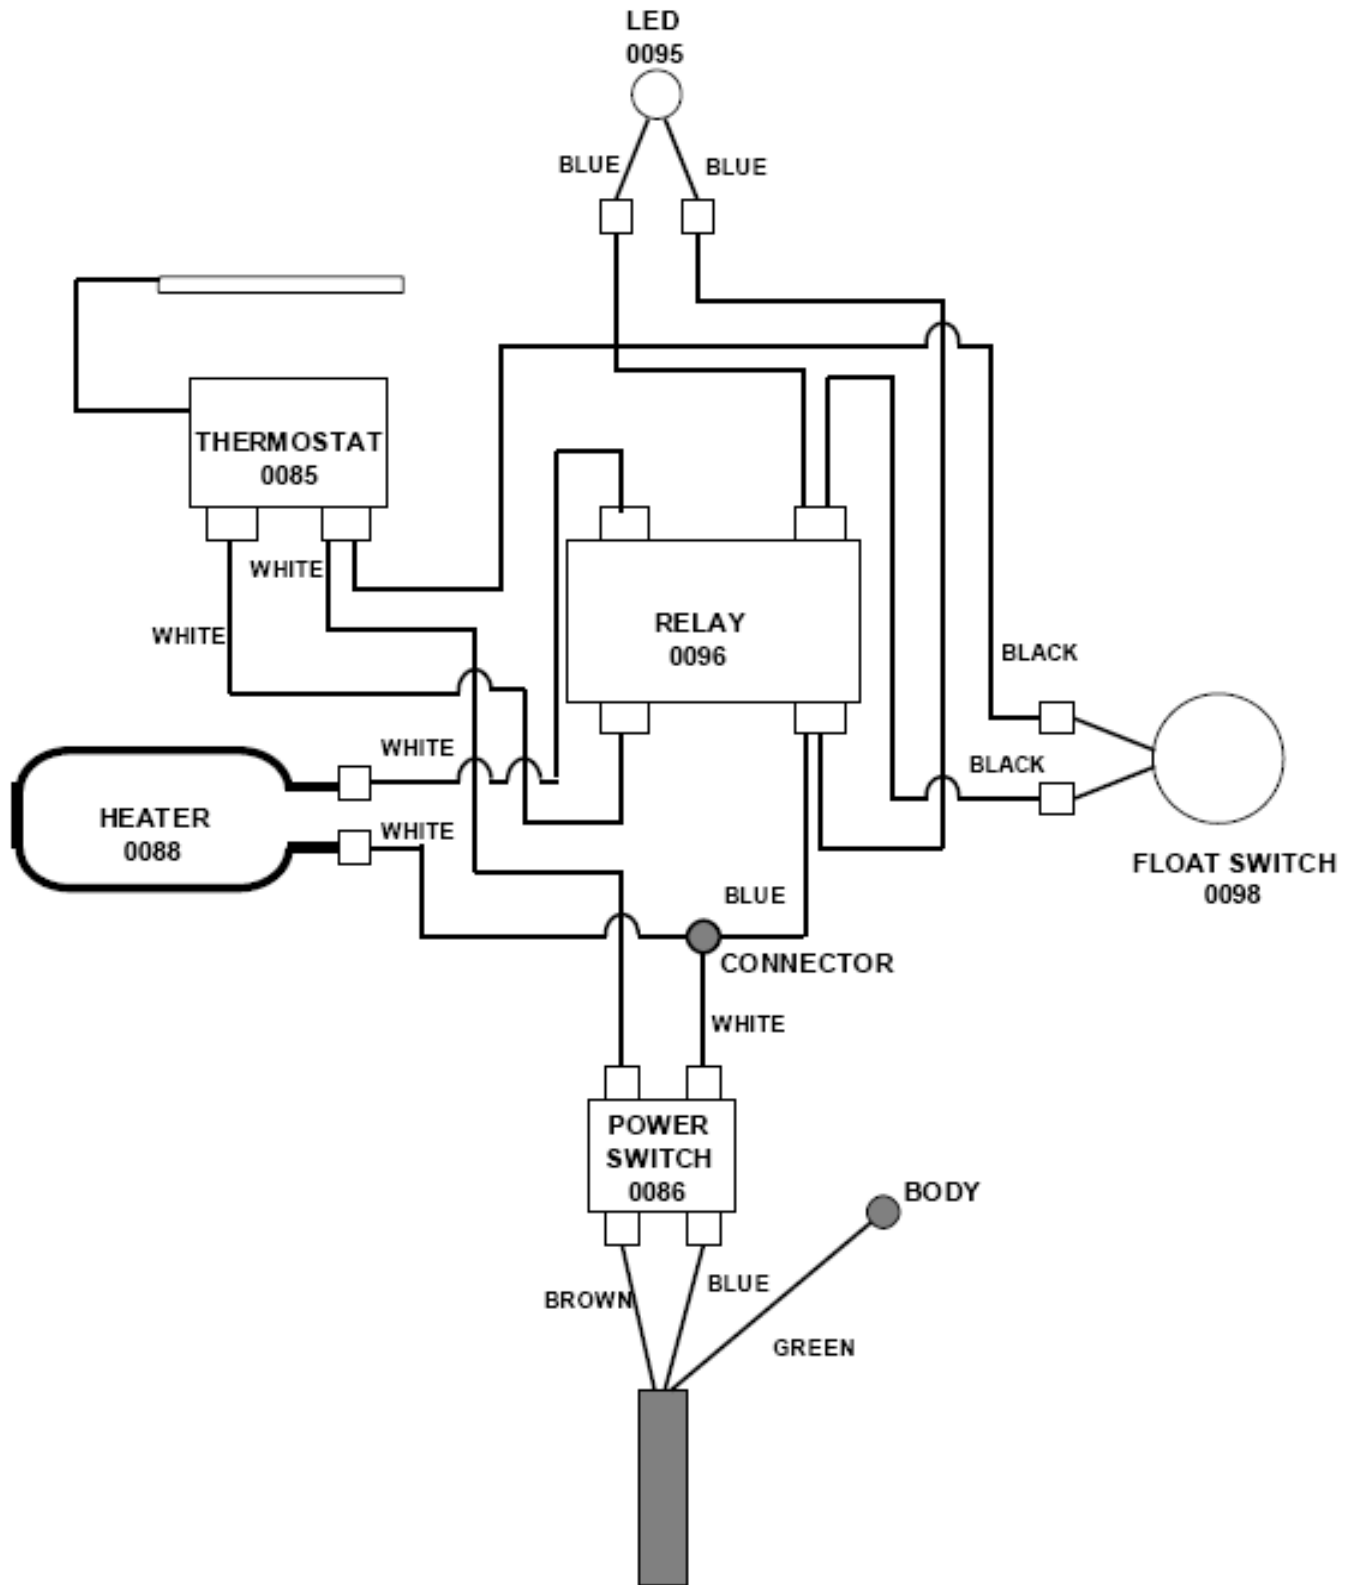 LED
0095
BLUE
BLUE
THERMOSTAT
0085
WHITE
WHITE
RELAY
0096
BLACK
WHITE
BLACK
HEATER
0088
WHITE
FLOAT SWITCH
0098
BLUE
CONNECTOR
WHITE
POWER
SWITCH
0086
BODY
BLUE
BROWN
GREEN